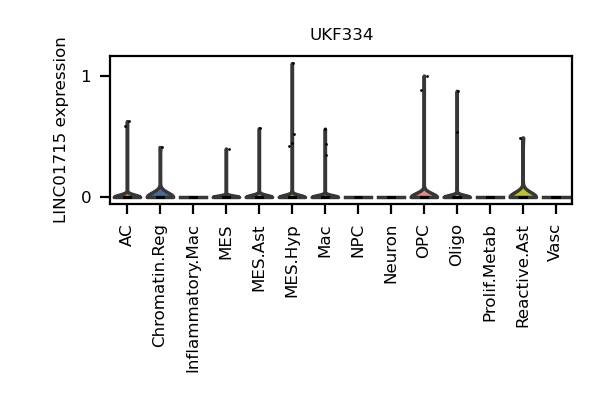 UKF334
LINC01715 expression
1
0
AC
Chromatin.Reg
Inflammatory.Mac
MES
MES.Ast
MES.Hyp
Mac
NPC
Neuron
OPC
Oligo
Prolif.Metab
Reactive.Ast
Vasc